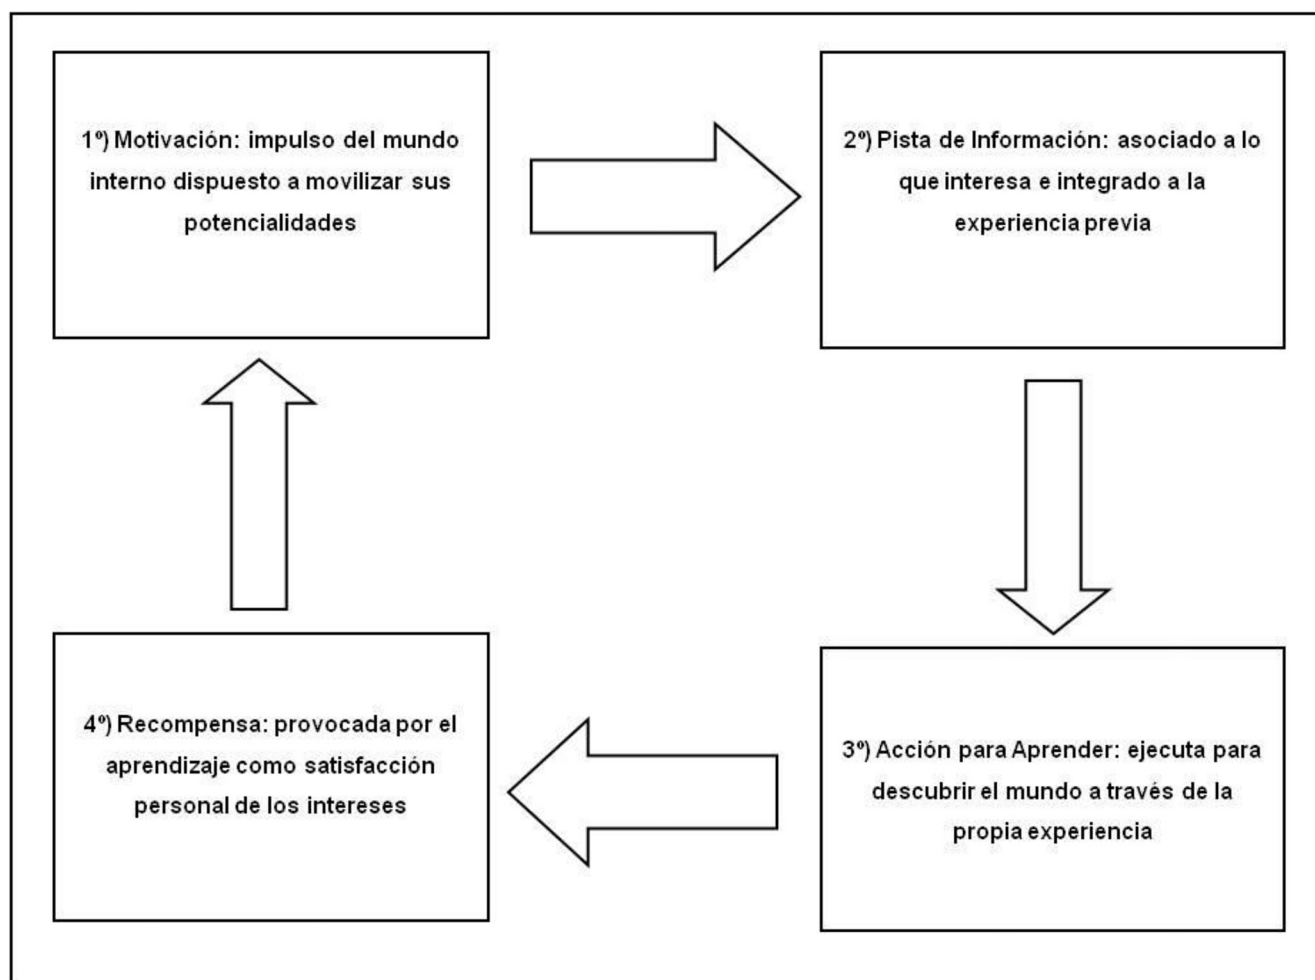 1º) Motivación: impulso del mundo
interno dispuesto a movilizar sus
potencialidades
2º) Pista de Información: asociado a lo
que interesa e integrado a la
experiencia previa
3º) Acción para Aprender: ejecuta para
descubrir el mundo a través de la
propia experiencia
4º) Recompensa: provocada por el
aprendizaje como satisfacción
personal de los intereses